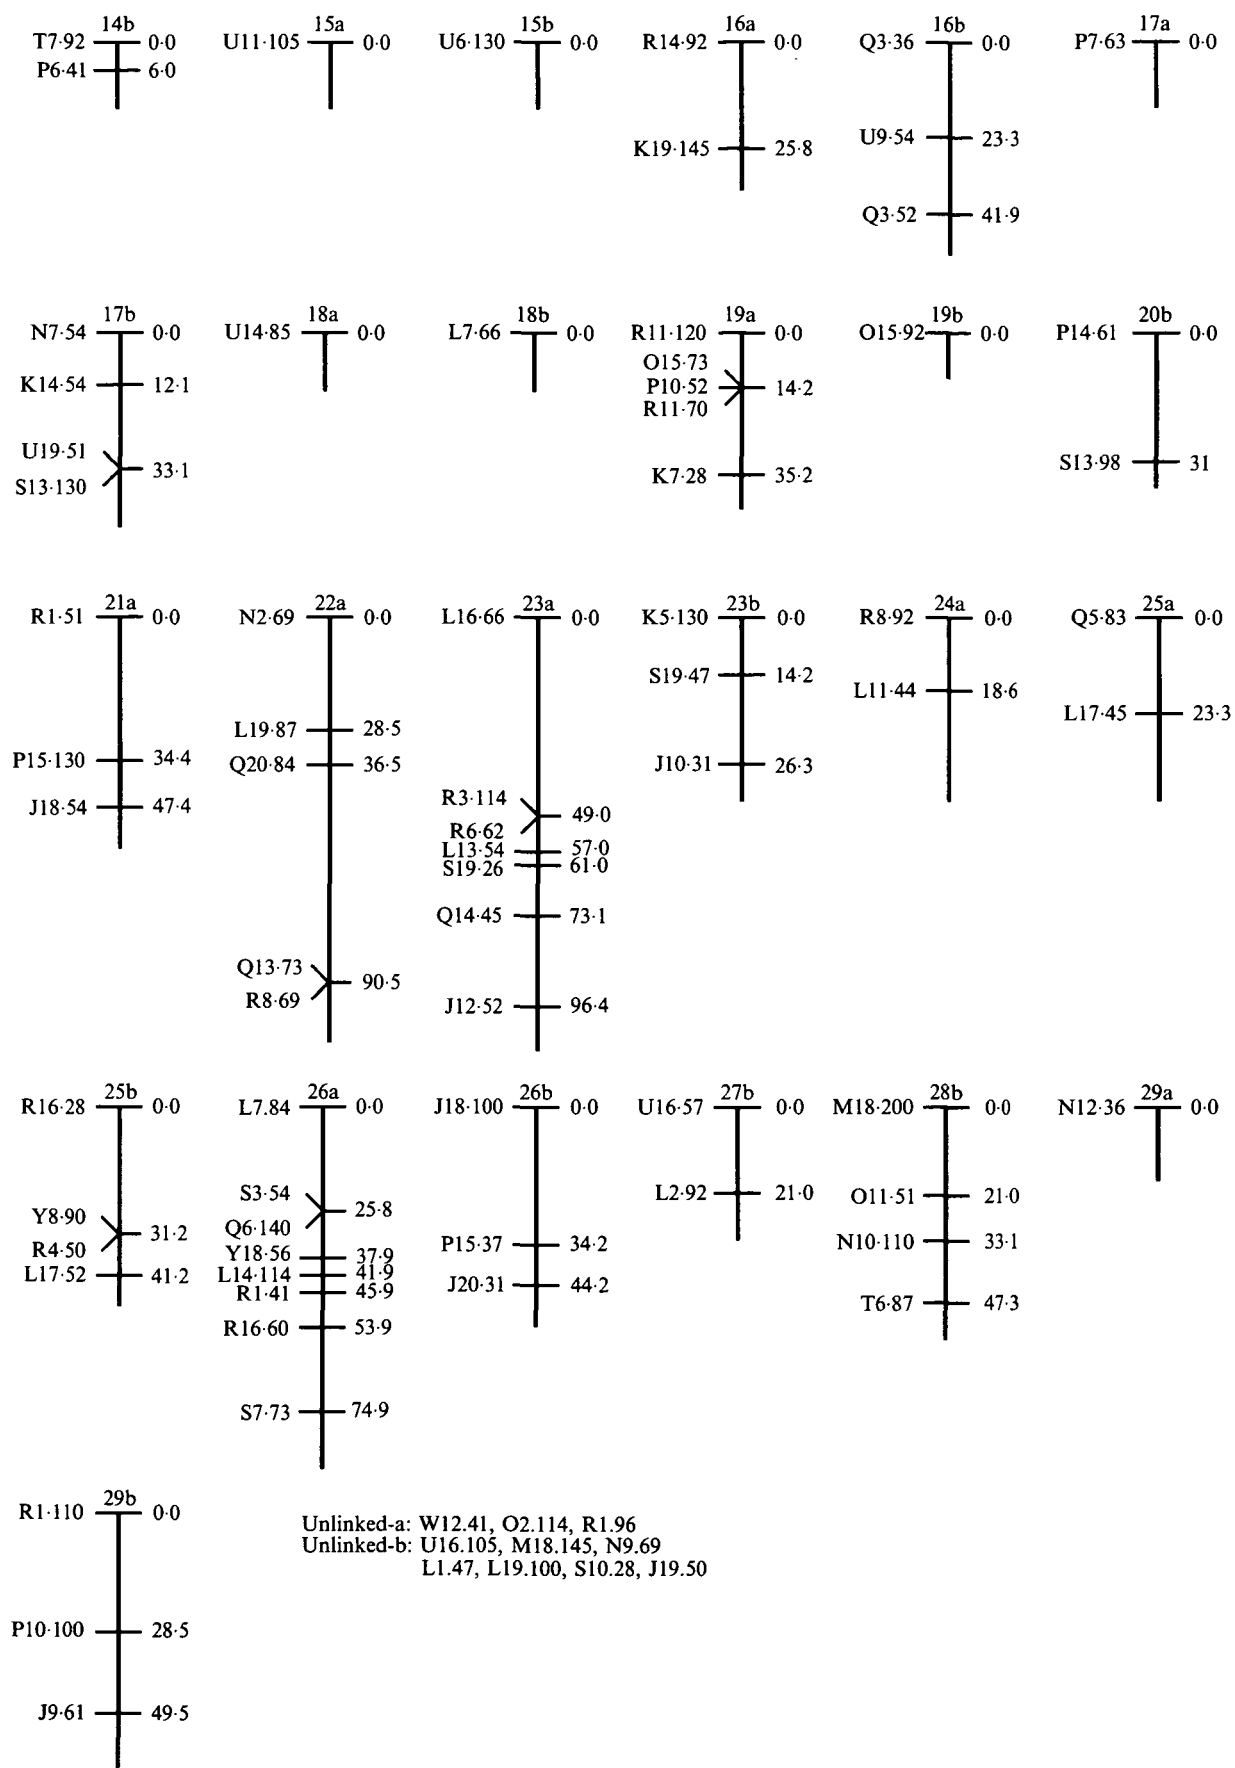 14b
T7·92 0·0
P6·41 6·0
15a
U11·105 0·0
15b
U6·130 0·0
16a
R14·92 0·0
K19·145 25·8
16b
Q3·36 0·0
U9·54 23·3
Q3·52 41·9
17a
P7·63 0·0
17b
N7·54 0·0
K14·54 12·1
U19·51
33·1
S13·130
18a
U14·85 0·0
18b
L7·66 0·0
19a
R11·120 0·0
O15·73
P10·52 14·2
R11·70
K7·28 35·2
19b
O15·92 0·0
20b
P14·61 0·0
S13·98 31
21a
R1·51 0·0
P15·130 34·4
J18·54 47·4
22a
N2·69 0·0
L19·87 28·5
Q20·84 36·5
Q13·73
90·5
R8·69
23a
L16·66 0·0
R3·114
49·0
R6·62
L13·54 57·0
S19·26 61·0
Q14·45 73·1
J12·52 96·4
23b
K5·130 0·0
S19·47 14·2
J10·31 26·3
24a
R8·92 0·0
L11·44 18·6
25a
Q5·83 0·0
L17·45 23·3
25b
R16·28 0·0
Y8·90
31·2
R4·50
L17·52 41·2
26a
L7.84 0·0
S3·54
25·8
Q6·140
Y18·56 37·9
L14·114 41·9
R1·41 45·9
R16·60 53·9
S7·73 74·9
26b
J18·100 0·0
P15·37 34·2
J20·31 44·2
27b
U16·57 0·0
L2·92 21·0
28b
M18·200 0·0
O11·51 21·0
N10·110 33·1
T6·87 47·3
29a
N12·36 0·0
29b
R1·110 0·0
P10·100 28·5
J9·61 49·5
Unlinked-a: W12.41, O2.114, R1.96
Unlinked-b: U16.105, M18.145, N9.69
L1.47, L19.100, S10.28, J19.50